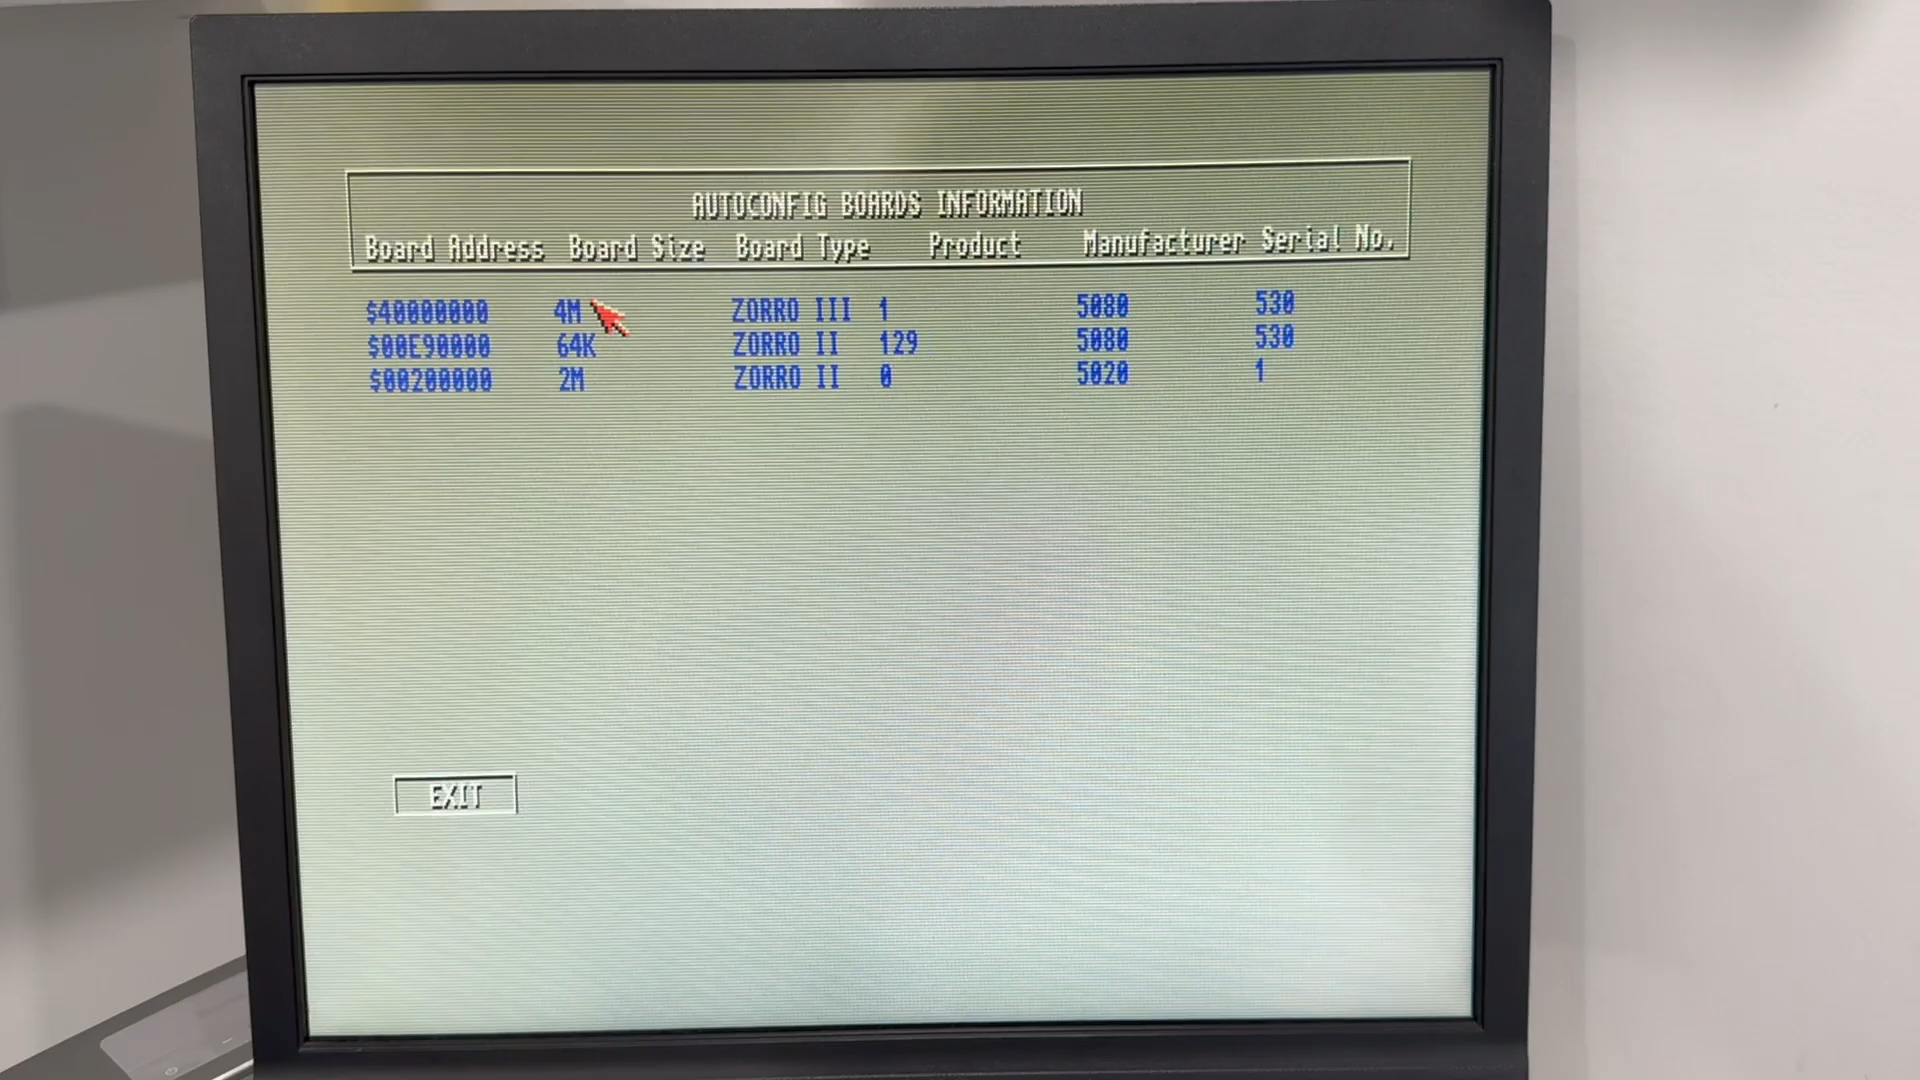 AUTOCONFIG BOARDS INFORMATION
Board Address Board Size Board Type Product Manufacturer Serial No.
$40000000 4M ZORRO III 1 5080 530
$00E90000 64K ZORRO II 129 5080 530
$00200000 2M ZORRO II 0 5020 1
EXIT